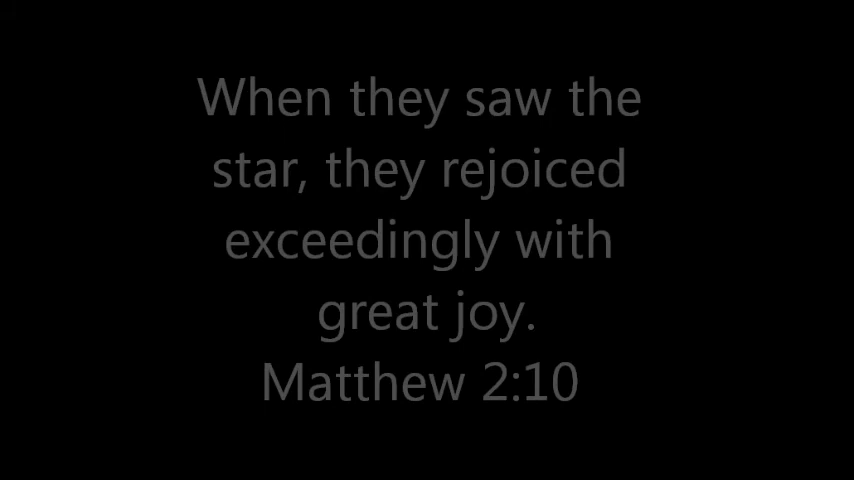 When they saw the
star, they rejoiced
exceedingly with
great joy.
Matthew 2:10